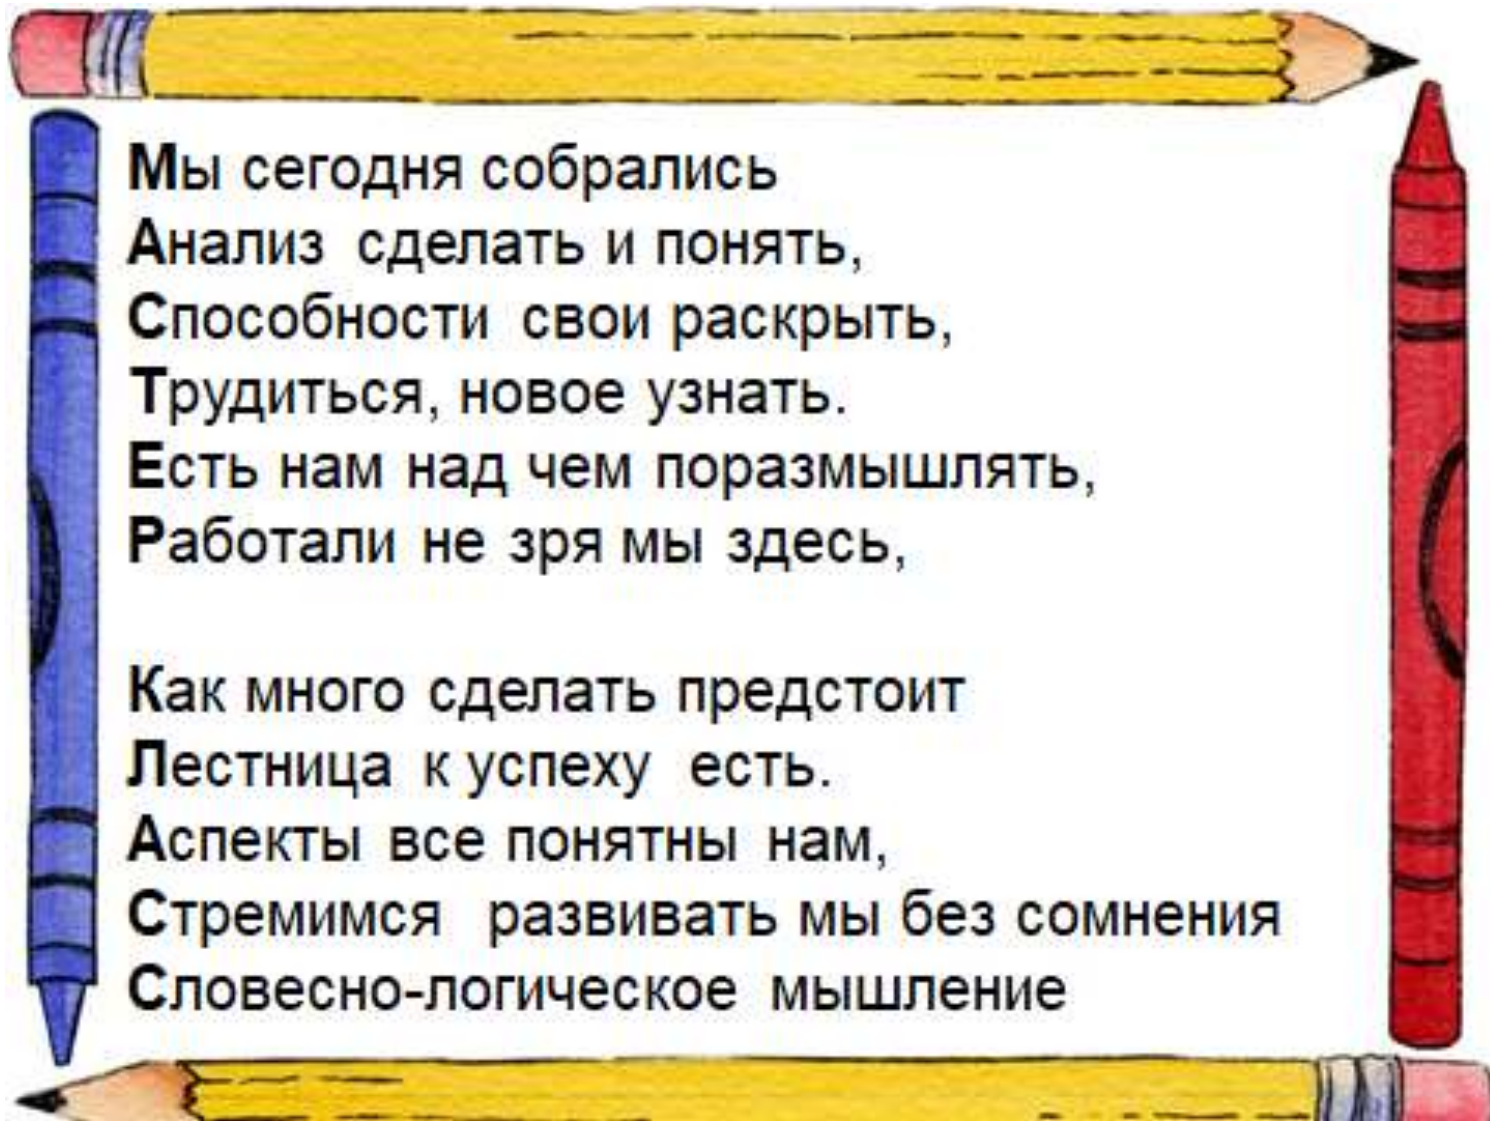 Мы сегодня собрались
Анализ сделать и понять,
Способности свои раскрыть,
Трудиться, новое узнать.
Есть нам над чем поразмышлять,
Работали не зря мы здесь,
Как много сделать предстоит
Лестница к успеху есть.
Аспекты все понятны нам,
Стремимся развивать мы без сомнения
Словесно-логическое мышление